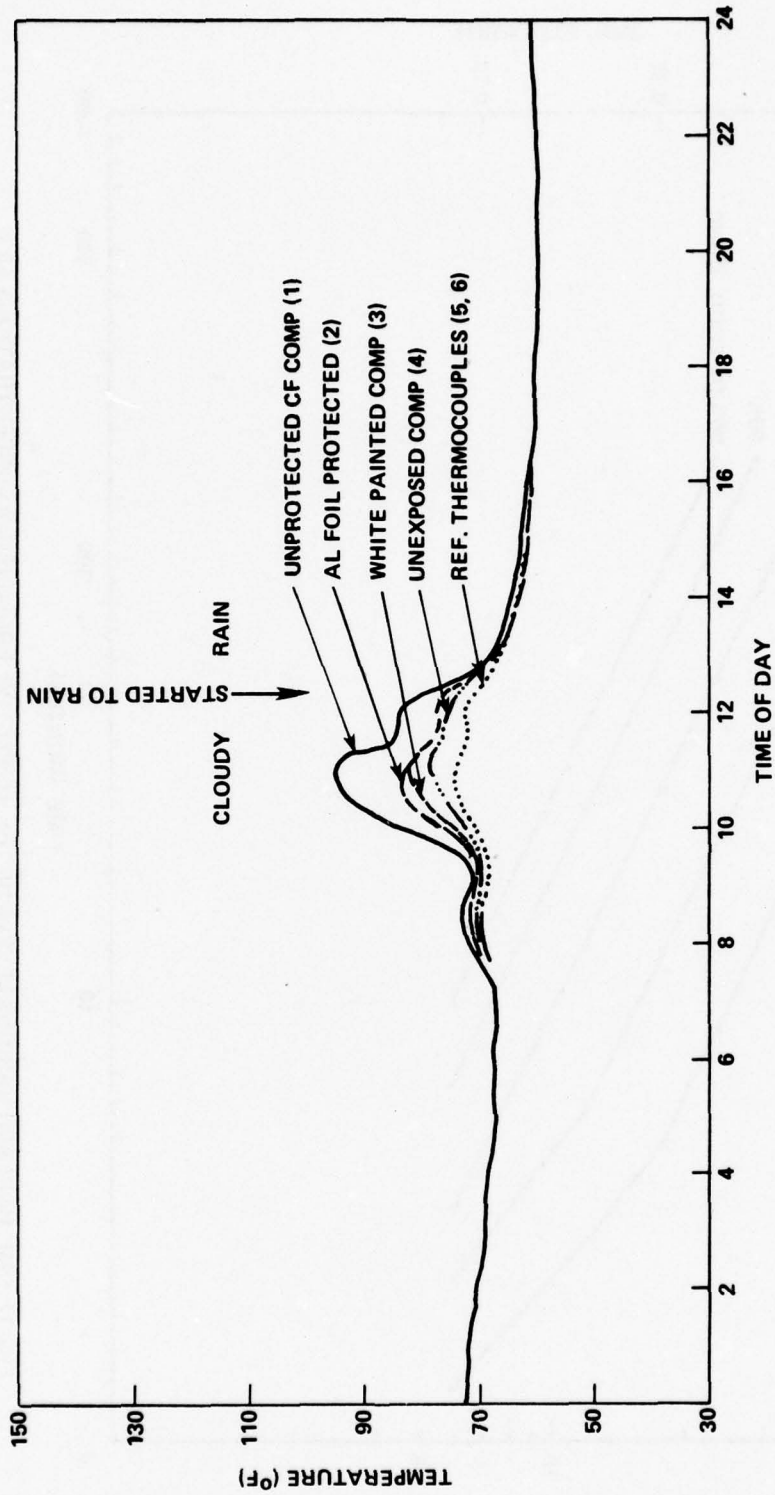 TEMPERATURE (°F)
150
130
110
90
70
50
30
CLOUDY
STARTED TO RAIN
RAIN
UNPROTECTED CF COMP (1)
AL FOIL PROTECTED (2)
WHITE PAINTED COMP (3)
UNEXPOSED COMP (4)
REF. THERMOCOUPLES (5, 6)
2
4
6
8
10
12
14
16
18
20
22
24
TIME OF DAY